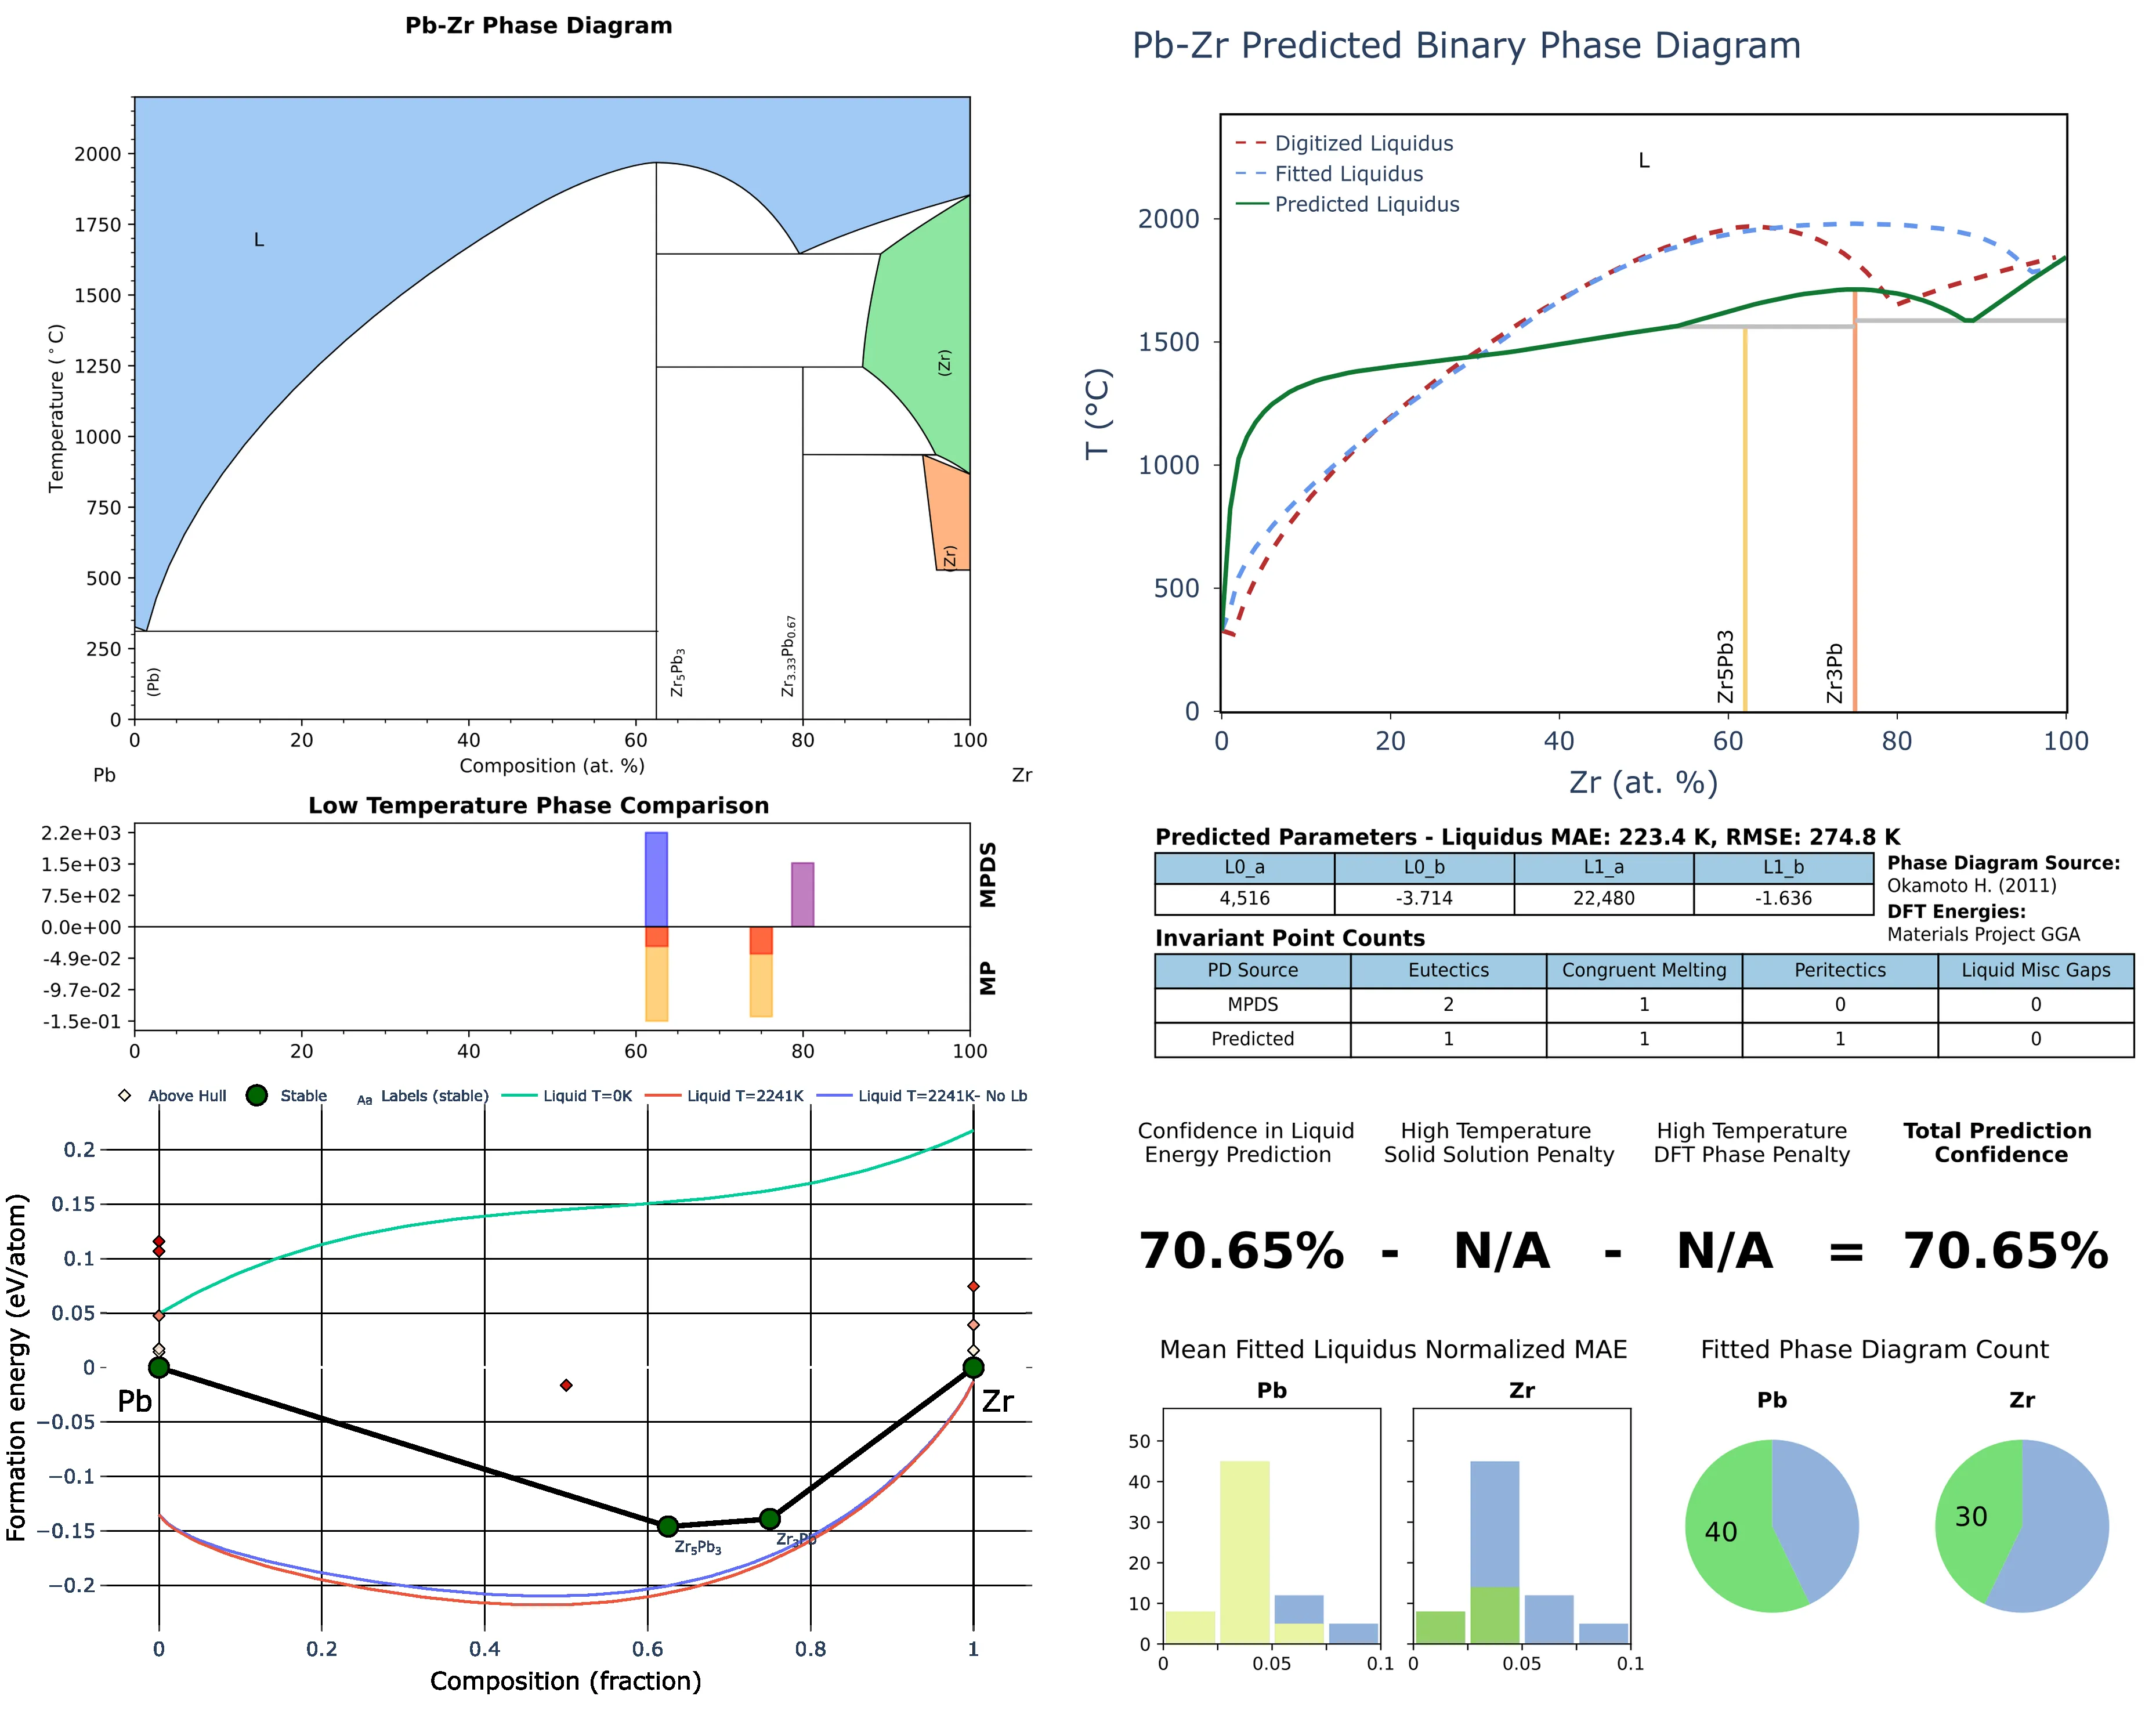 Pb-Zr Phase Diagram
Temperature (°C)
2000
1750
1500
1250
1000
750
500
250
0
L
(Pb)
Zr5Pb3
Zr3.33Pb0.67
(Zr)
(Zr)
0 20 40 60 80 100
Composition (at. %)
Pb Zr
Low Temperature Phase Comparison
2.2e+03
1.5e+03
7.5e+02
0.0e+00
-4.9e-02
-9.7e-02
-1.5e-01
MPDS
MP
0 20 40 60 80 100
Above Hull Stable Aa Labels (stable) Liquid T=0K Liquid T=2241K Liquid T=2241K- No Lb
Formation energy (eV/atom)
0.2
0.15
0.1
0.05
0
−0.05
−0.1
−0.15
−0.2
Pb
Zr
Zr5Pb3
Zr3Pb
0 0.2 0.4 0.6 0.8 1
Composition (fraction)
Pb-Zr Predicted Binary Phase Diagram
Digitized Liquidus
Fitted Liquidus
Predicted Liquidus
L
T (°C)
2000
1500
1000
500
0
Zr5Pb3
Zr3Pb
0 20 40 60 80 100
Zr (at. %)
Predicted Parameters - Liquidus MAE: 223.4 K, RMSE: 274.8 K
L0_a L0_b L1_a L1_b
4,516 -3.714 22,480 -1.636
Phase Diagram Source:
Okamoto H. (2011)
DFT Energies:
Materials Project GGA
Invariant Point Counts
PD Source Eutectics Congruent Melting Peritectics Liquid Misc Gaps
MPDS 2 1 0 0
Predicted 1 1 1 0
Confidence in Liquid
Energy Prediction
High Temperature
Solid Solution Penalty
High Temperature
DFT Phase Penalty
Total Prediction
Confidence
70.65% - N/A - N/A = 70.65%
Mean Fitted Liquidus Normalized MAE
Pb Zr
50
40
30
20
10
0
0 0.05 0.1 0 0.05 0.1
Fitted Phase Diagram Count
Pb Zr
40 30